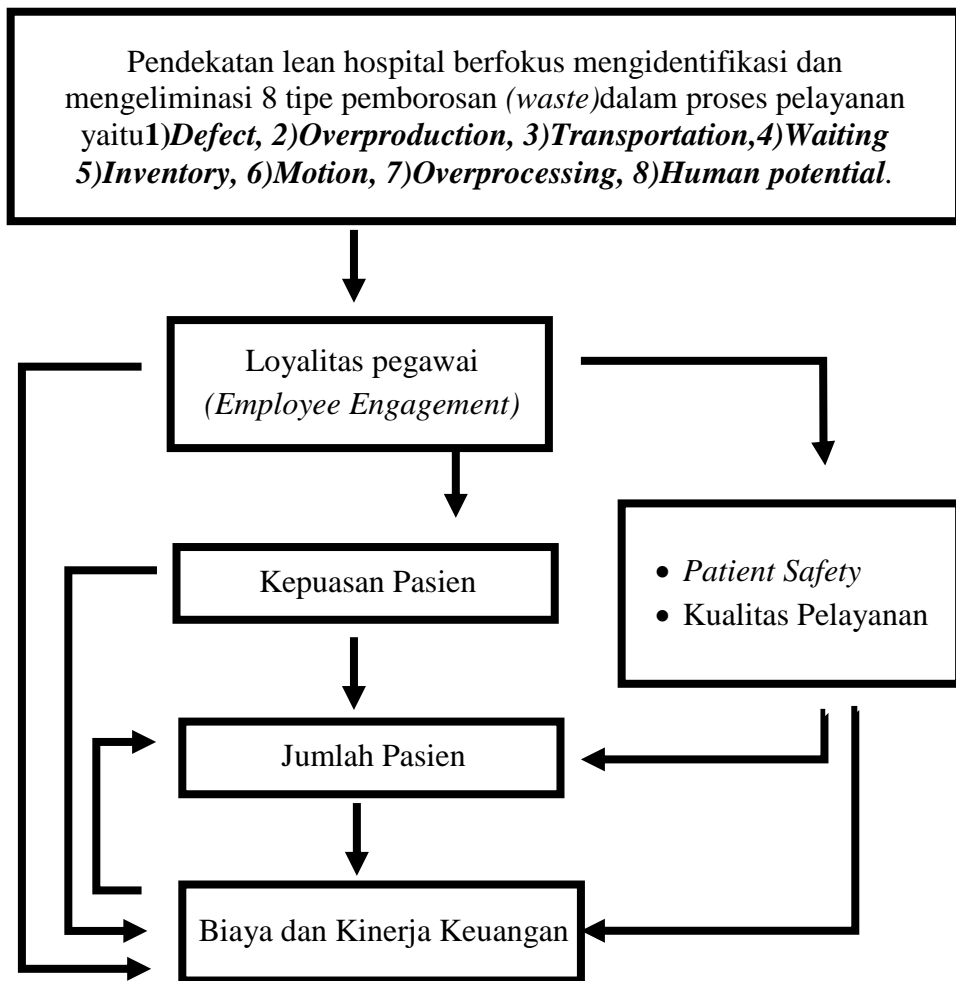 Pendekatan lean hospital berfokus mengidentifikasi dan
mengeliminasi 8 tipe pemborosan (waste)dalam proses pelayanan
yaitu1)Defect, 2)Overproduction, 3)Transportation,4)Waiting
5)Inventory, 6)Motion, 7)Overprocessing, 8)Human potential.
Loyalitas pegawai
(Employee Engagement)
Kepuasan Pasien
• Patient Safety
• Kualitas Pelayanan
Jumlah Pasien
Biaya dan Kinerja Keuangan